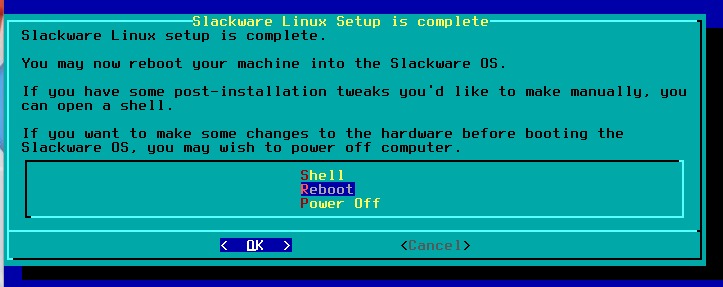 Slackware Linux Setup is complete
Slackware Linux setup is complete.
You may now reboot your machine into the Slackware OS.
If you have some post-installation tweaks you'd like to make manually, you
can open a shell.
If you want to make some changes to the hardware before booting the
Slackware OS, you may wish to power off computer.
Shell
Reboot
Power Off
< OK > <Cancel>